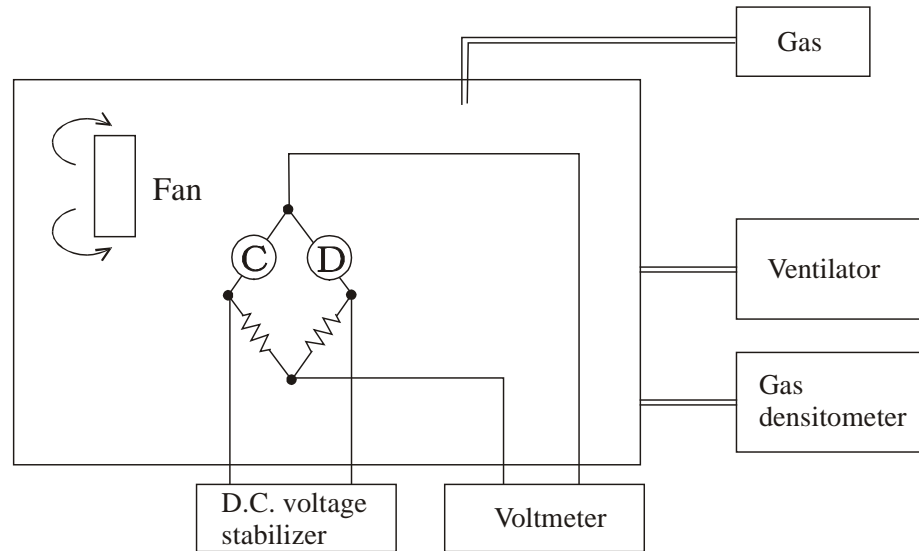 Gas
Fan
C
D
Ventilator
Gas
densitometer
D.C. voltage
stabilizer
Voltmeter